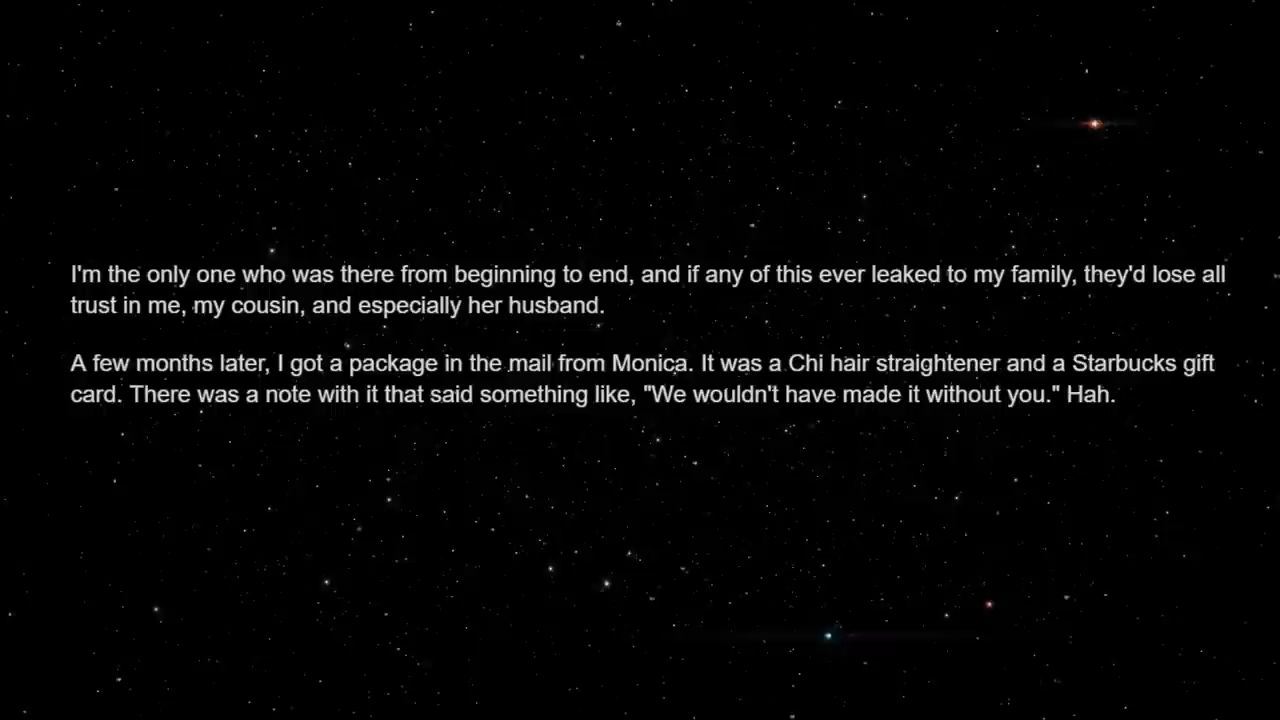 I'm the only one who was there from beginning to end, and if any of this ever leaked to my family, they'd lose all
trust in me, my cousin, and especially her husband.
A few months later, I got a package in the mail from Monica. It was a Chi hair straightener and a Starbucks gift
card. There was a note with it that said something like, "We wouldn't have made it without you." Hah.